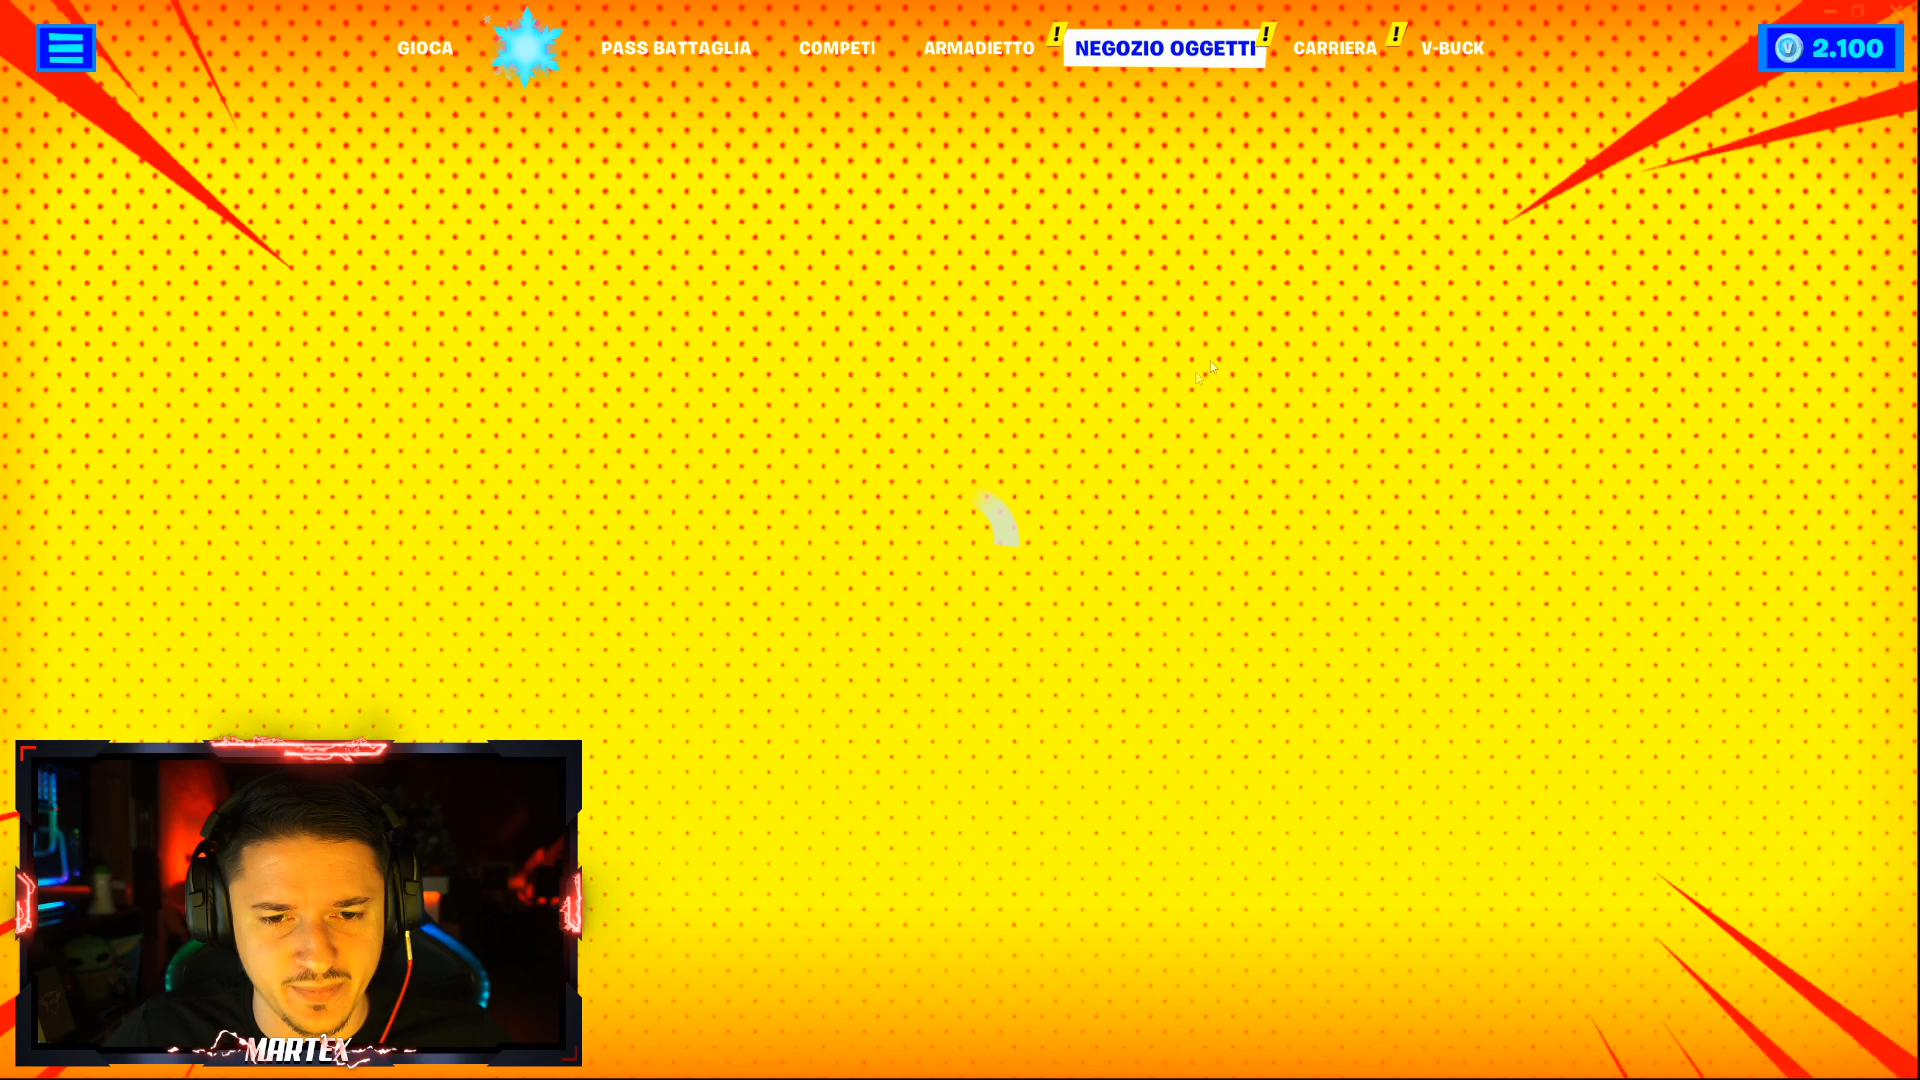 GIOCA
PASS BATTAGLIA
COMPETI
ARMADIETTO
!
NEGOZIO OGGETTI
!
CARRIERA
!
V-BUCK
V 2.100
MARTEX